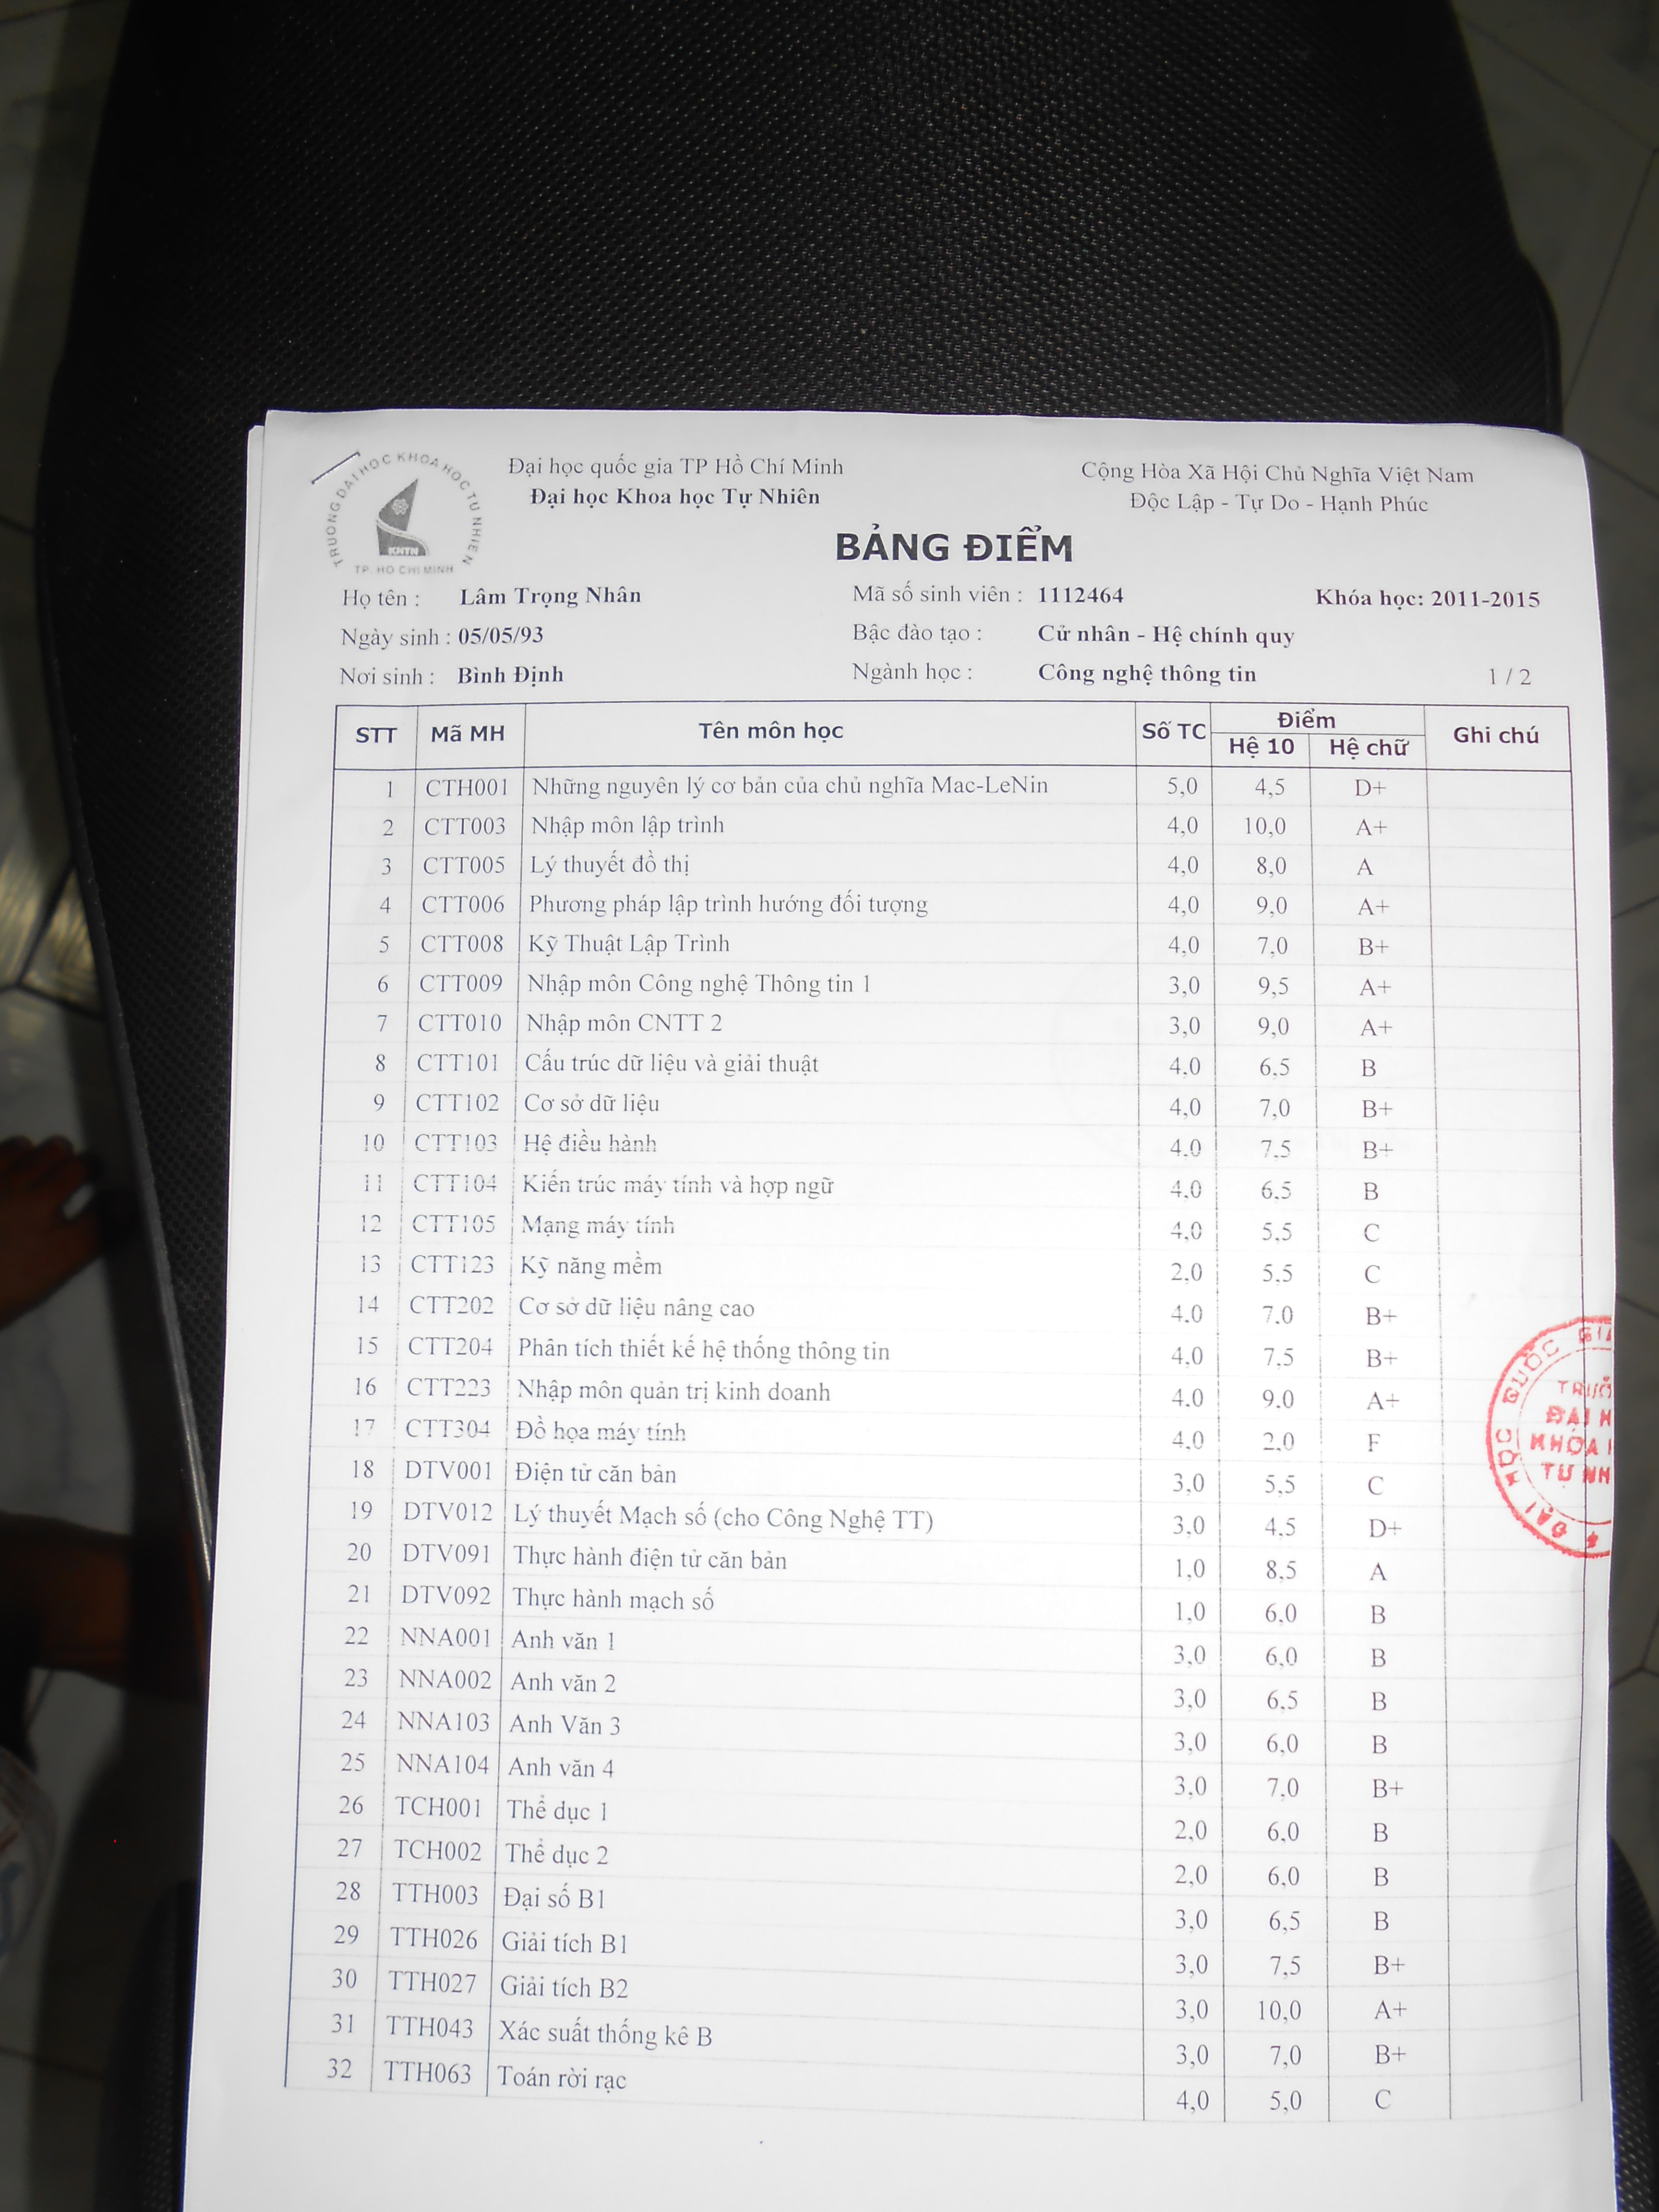 TRUONG DAI HOC KHOA HOC TU NHIEN
KHTN
TP. HO CHI MINH
Đại học quốc gia TP Hồ Chí Minh
Đại học Khoa học Tự Nhiên
Cộng Hòa Xã Hội Chủ Nghĩa Việt Nam
Độc Lập - Tự Do - Hạnh Phúc
BẢNG ĐIỂM
Họ tên : Lâm Trọng Nhân Mã số sinh viên : 1112464 Khóa học: 2011-2015
Ngày sinh : 05/05/93 Bậc đào tạo : Cử nhân - Hệ chính quy
Nơi sinh : Bình Định Ngành học : Công nghệ thông tin 1 / 2
STT Mã MH Tên môn học Số TC Điểm Ghi chú
Hệ 10 Hệ chữ
1 CTH001 Những nguyên lý cơ bản của chủ nghĩa Mac-LeNin 5,0 4,5 D+
2 CTT003 Nhập môn lập trình 4,0 10,0 A+
3 CTT005 Lý thuyết đồ thị 4,0 8,0 A
4 CTT006 Phương pháp lập trình hướng đối tượng 4,0 9,0 A+
5 CTT008 Kỹ Thuật Lập Trình 4,0 7,0 B+
6 CTT009 Nhập môn Công nghệ Thông tin 1 3,0 9,5 A+
7 CTT010 Nhập môn CNTT 2 3,0 9,0 A+
8 CTT101 Cấu trúc dữ liệu và giải thuật 4,0 6,5 B
9 CTT102 Cơ sở dữ liệu 4,0 7,0 B+
10 CTT103 Hệ điều hành 4,0 7,5 B+
11 CTT104 Kiến trúc máy tính và hợp ngữ 4,0 6,5 B
12 CTT105 Mạng máy tính 4,0 5,5 C
13 CTT123 Kỹ năng mềm 2,0 5,5 C
14 CTT202 Cơ sở dữ liệu nâng cao 4,0 7,0 B+
15 CTT204 Phân tích thiết kế hệ thống thông tin 4,0 7,5 B+
16 CTT223 Nhập môn quản trị kinh doanh 4,0 9,0 A+
17 CTT304 Đồ họa máy tính 4,0 2,0 F
18 DTV001 Điện tử căn bản 3,0 5,5 C
19 DTV012 Lý thuyết Mạch số (cho Công Nghệ TT) 3,0 4,5 D+
20 DTV091 Thực hành điện tử căn bản 1,0 8,5 A
21 DTV092 Thực hành mạch số 1,0 6,0 B
22 NNA001 Anh văn 1 3,0 6,0 B
23 NNA002 Anh văn 2 3,0 6,5 B
24 NNA103 Anh Văn 3 3,0 6,0 B
25 NNA104 Anh văn 4 3,0 7,0 B+
26 TCH001 Thể dục 1 2,0 6,0 B
27 TCH002 Thể dục 2 2,0 6,0 B
28 TTH003 Đại số B1 3,0 6,5 B
29 TTH026 Giải tích B1 3,0 7,5 B+
30 TTH027 Giải tích B2 3,0 10,0 A+
31 TTH043 Xác suất thống kê B 3,0 7,0 B+
32 TTH063 Toán rời rạc 4,0 5,0 C
ĐẠI HỌC QUỐC GIA
TRƯỜ
ĐẠI H
KHOA H
TỰ NH